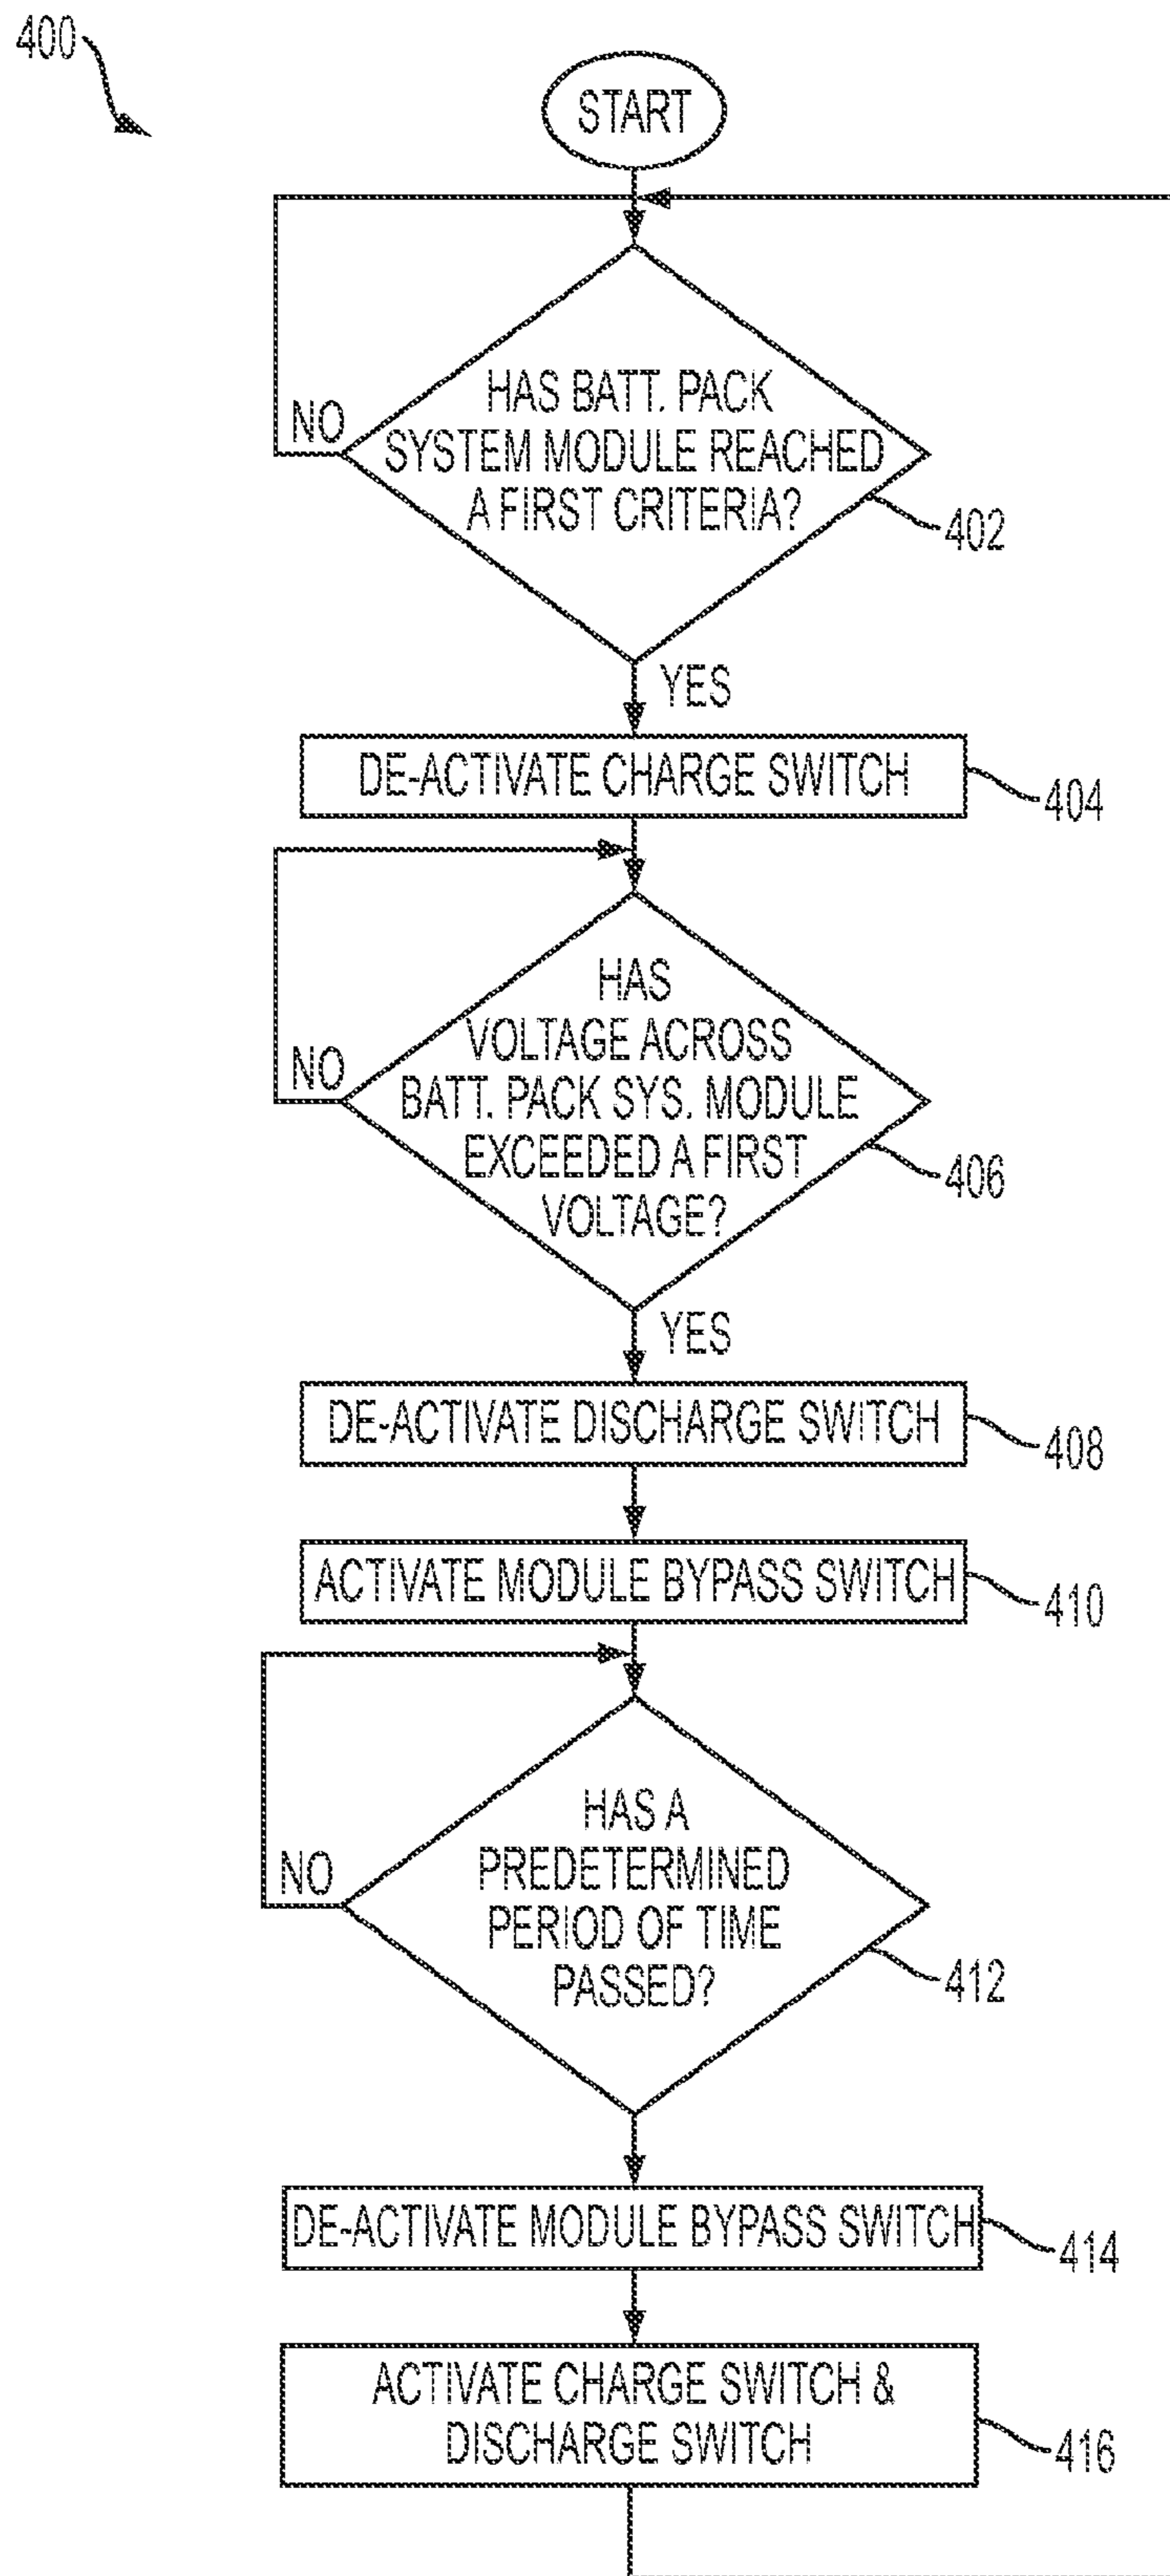 400
START
HAS BATT. PACK
SYSTEM MODULE REACHED
A FIRST CRITERIA?
NO
402
YES
DE-ACTIVATE CHARGE SWITCH
404
HAS
VOLTAGE ACROSS
BATT. PACK SYS. MODULE
EXCEEDED A FIRST
VOLTAGE?
NO
406
YES
DE-ACTIVATE DISCHARGE SWITCH
408
ACTIVATE MODULE BYPASS SWITCH
410
HAS A
PREDETERMINED
PERIOD OF TIME
PASSED?
NO
412
DE-ACTIVATE MODULE BYPASS SWITCH
414
ACTIVATE CHARGE SWITCH &
DISCHARGE SWITCH
416